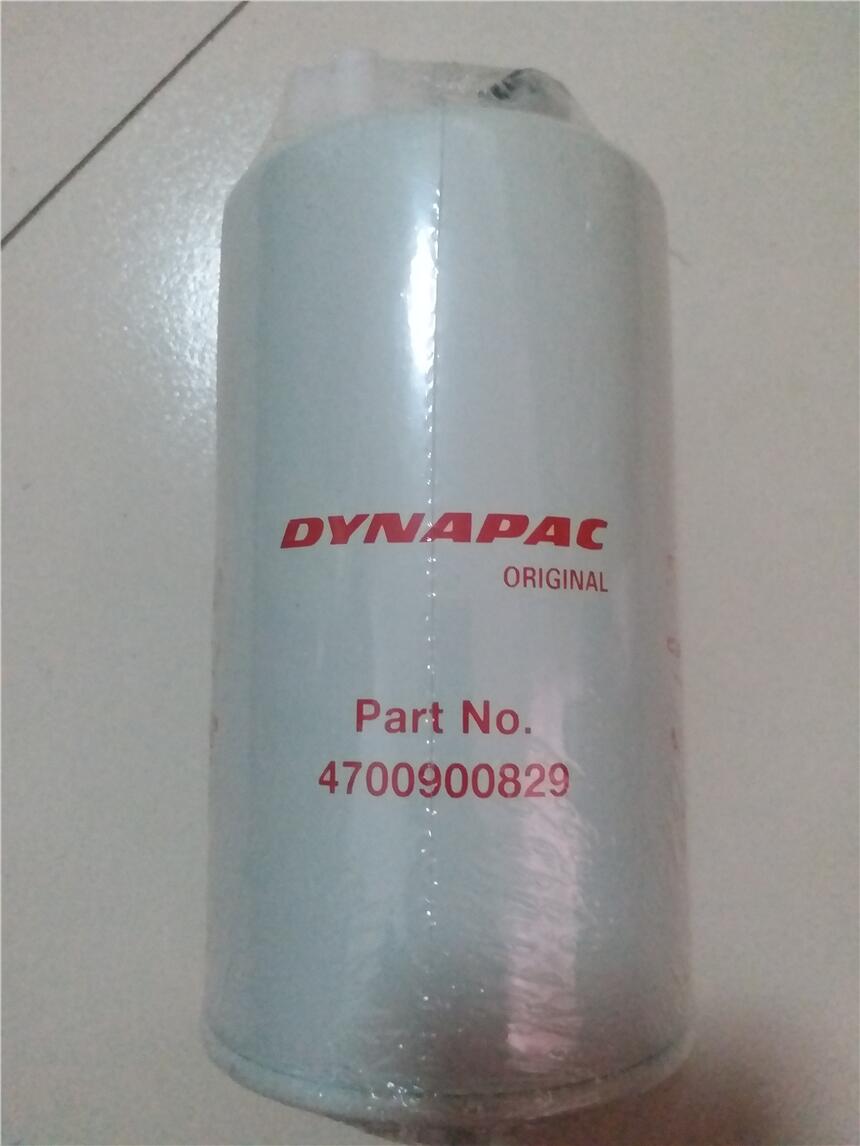 DYNAPAC
ORIGINAL
Part No.
4700900829